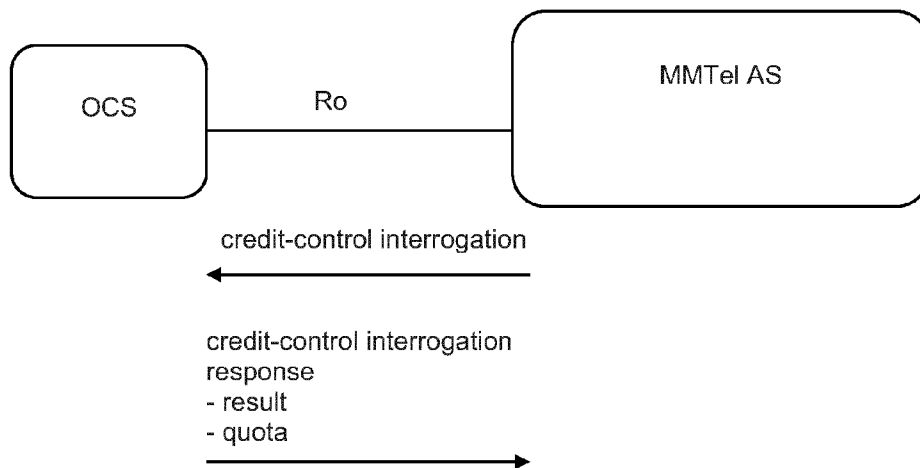 OCS
Ro
MMTel AS
credit-control interrogation
credit-control interrogation
response
- result
- quota